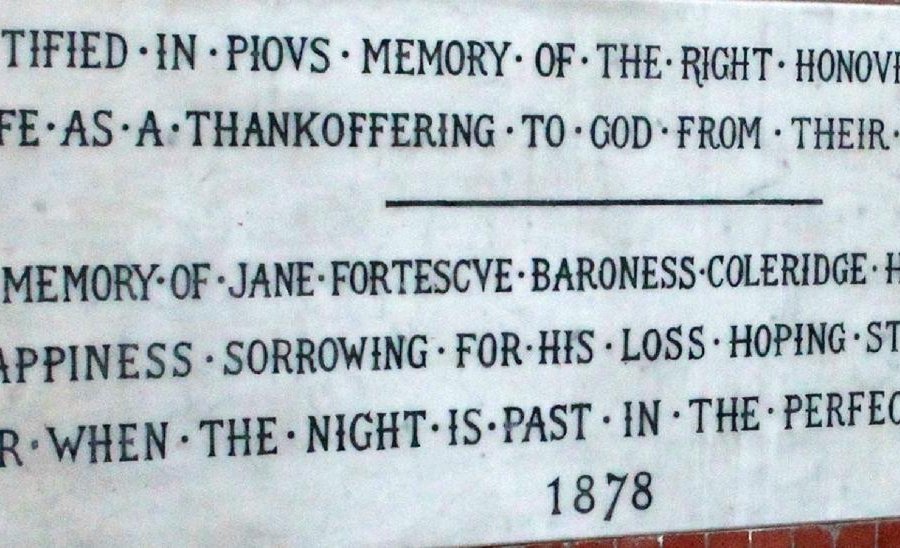 TIFIED · IN · PIOVS · MEMORY · OF · THE · RIGHT · HONOV
FE · AS · A · THANKOFFERING · TO · GOD · FROM · THEIR ·
MEMORY · OF · JANE · FORTESCVE · BARONESS · COLERIDGE · H
APPINESS · SORROWING · FOR · HIS · LOSS · HOPING · ST
R · WHEN · THE · NIGHT · IS · PAST · IN · THE · PERFEC
1878